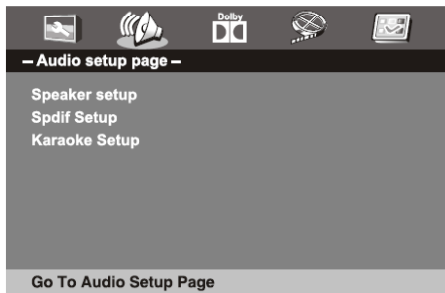 Dolby
– Audio setup page –
Speaker setup
Spdif Setup
Karaoke Setup
Go To Audio Setup Page